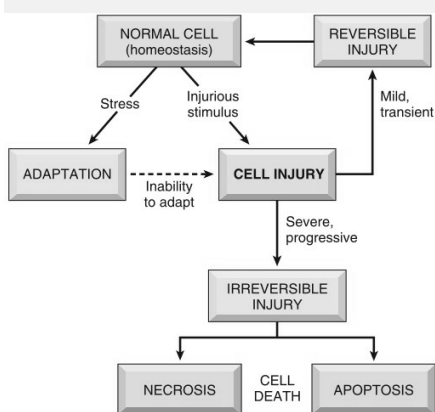 NORMAL CELL
(homeostasis)
REVERSIBLE
INJURY
Stress
Injurious
stimulus
Mild,
transient
ADAPTATION
Inability
to adapt
CELL INJURY
Severe,
progressive
IRREVERSIBLE
INJURY
NECROSIS
CELL
DEATH
APOPTOSIS